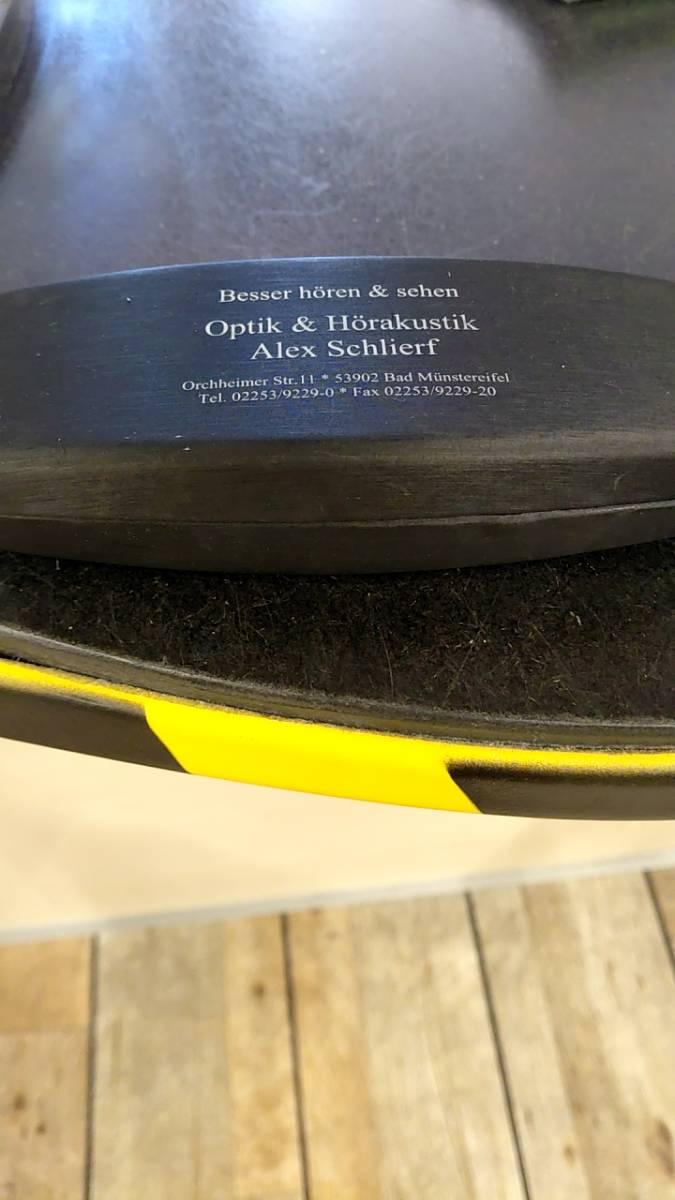 Besser hören & sehen
Optik & Hörakustik
Alex Schlierf
Orchheimer Str.11 * 53902 Bad Münstereifel
Tel. 02253/9229-0 * Fax 02253/9229-20